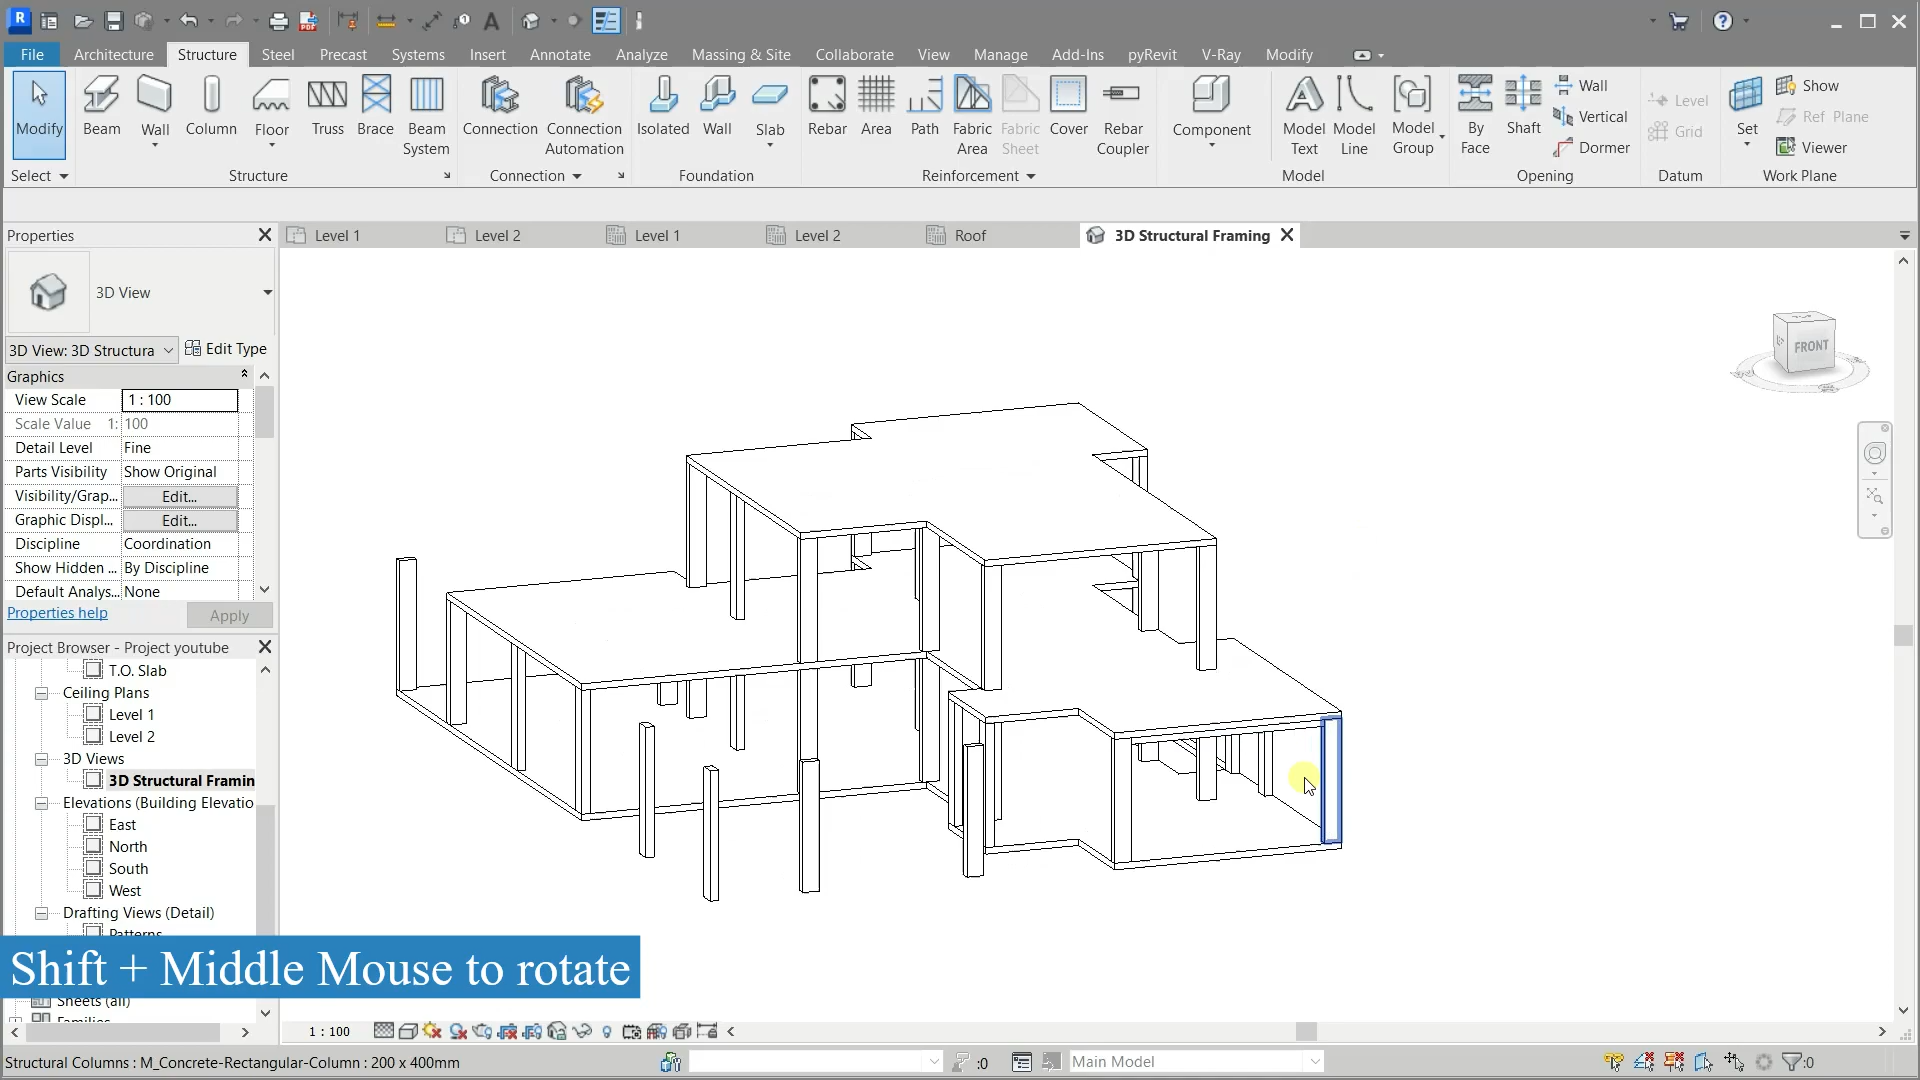 File Architecture Structure Steel Precast Systems Insert Annotate Analyze Massing & Site Collaborate View Manage Add-Ins pyRevit V-Ray Modify
Modify Beam Wall Column Floor Truss Brace Beam System Connection Connection Automation Isolated Wall Slab Rebar Area Path Fabric Area Fabric Sheet Cover Rebar Coupler Component Model Text Model Line Model Group By Face Shaft Wall Vertical Dormer Level Grid Set Show Ref Plane Viewer
Select Structure Connection Foundation Reinforcement Model Opening Datum Work Plane
Properties
Level 1 Level 2 Level 1 Level 2 Roof 3D Structural Framing
3D View
3D View: 3D Structura Edit Type
Graphics
View Scale 1 : 100
Scale Value 1: 100
Detail Level Fine
Parts Visibility Show Original
Visibility/Grap... Edit...
Graphic Displ... Edit...
Discipline Coordination
Show Hidden ... By Discipline
Default Analys... None
Properties help Apply
FRONT
Project Browser - Project youtube
T.O. Slab
Ceiling Plans
Level 1
Level 2
3D Views
3D Structural Framin
Elevations (Building Elevatio
East
North
South
West
Drafting Views (Detail)
Patterns
Shift + Middle Mouse to rotate
Sheets (all)
Families
1 : 100
Structural Columns : M_Concrete-Rectangular-Column : 200 x 400mm :0 Main Model :0